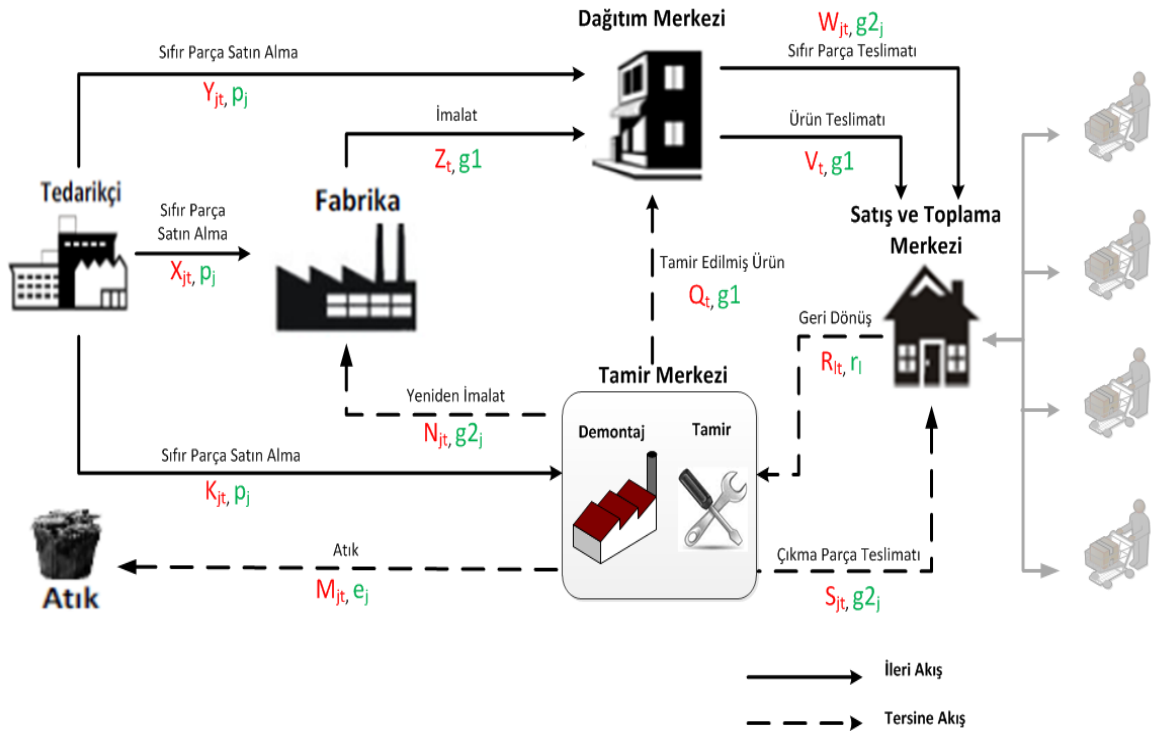 Dağıtım Merkezi
W_jt, g2_j
Sıfır Parça Satın Alma
Sıfır Parça Teslimatı
Y_jt, p_j
İmalat
Ürün Teslimatı
Z_t, g1
V_t, g1
Tedarikçi
Fabrika
Sıfır Parça
Satın Alma
Satış ve Toplama
Merkezi
X_jt, p_j
Tamir Edilmiş Ürün
Q_t, g1
Geri Dönüş
R_lt, r_l
Tamir Merkezi
Yeniden İmalat
N_jt, g2_j
Demontaj
Tamir
Sıfır Parça Satın Alma
K_jt, p_j
Atık
Atık
M_jt, e_j
Çıkma Parça Teslimatı
S_jt, g2_j
İleri Akış
Tersine Akış